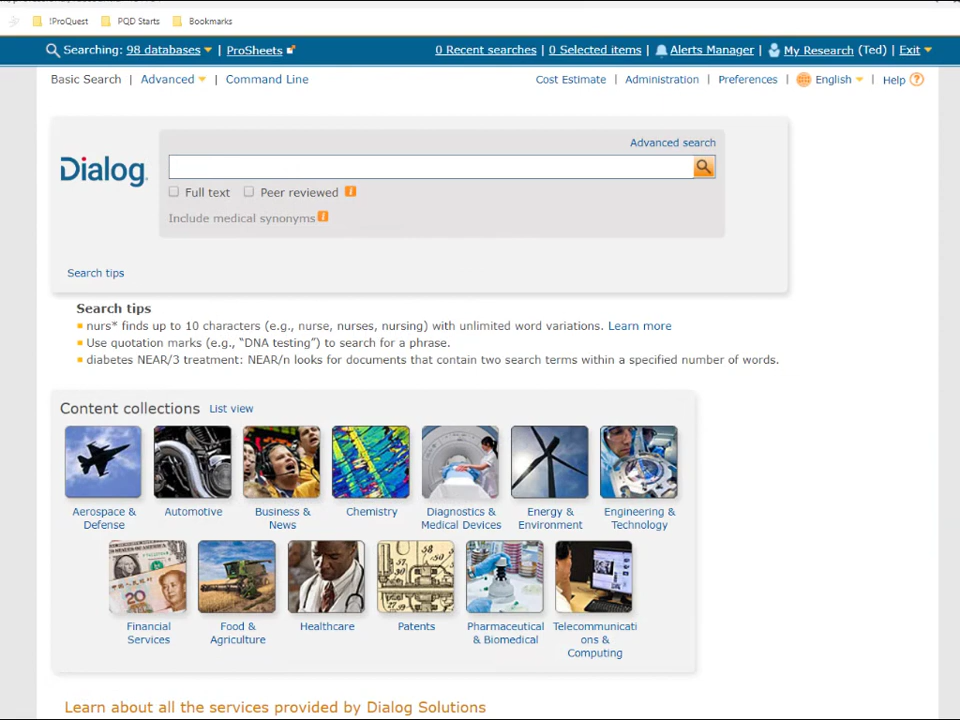 !ProQuest PQD Starts Bookmarks
Searching: 98 databases | ProSheets 0 Recent searches | 0 Selected items | Alerts Manager | My Research (Ted) | Exit
Basic Search | Advanced | Command Line Cost Estimate | Administration | Preferences | English | Help ?
Advanced search
Dialog
Full text Peer reviewed i
Include medical synonyms i
Search tips
Search tips
nurs* finds up to 10 characters (e.g., nurse, nurses, nursing) with unlimited word variations. Learn more
Use quotation marks (e.g., “DNA testing”) to search for a phrase.
diabetes NEAR/3 treatment: NEAR/n looks for documents that contain two search terms within a specified number of words.
Content collections List view
Aerospace &
Defense
Automotive
Business &
News
Chemistry
Diagnostics &
Medical Devices
Energy &
Environment
Engineering &
Technology
Financial
Services
Food &
Agriculture
Healthcare
Patents
Pharmaceutical
& Biomedical
Telecommunicati
ons &
Computing
Learn about all the services provided by Dialog Solutions